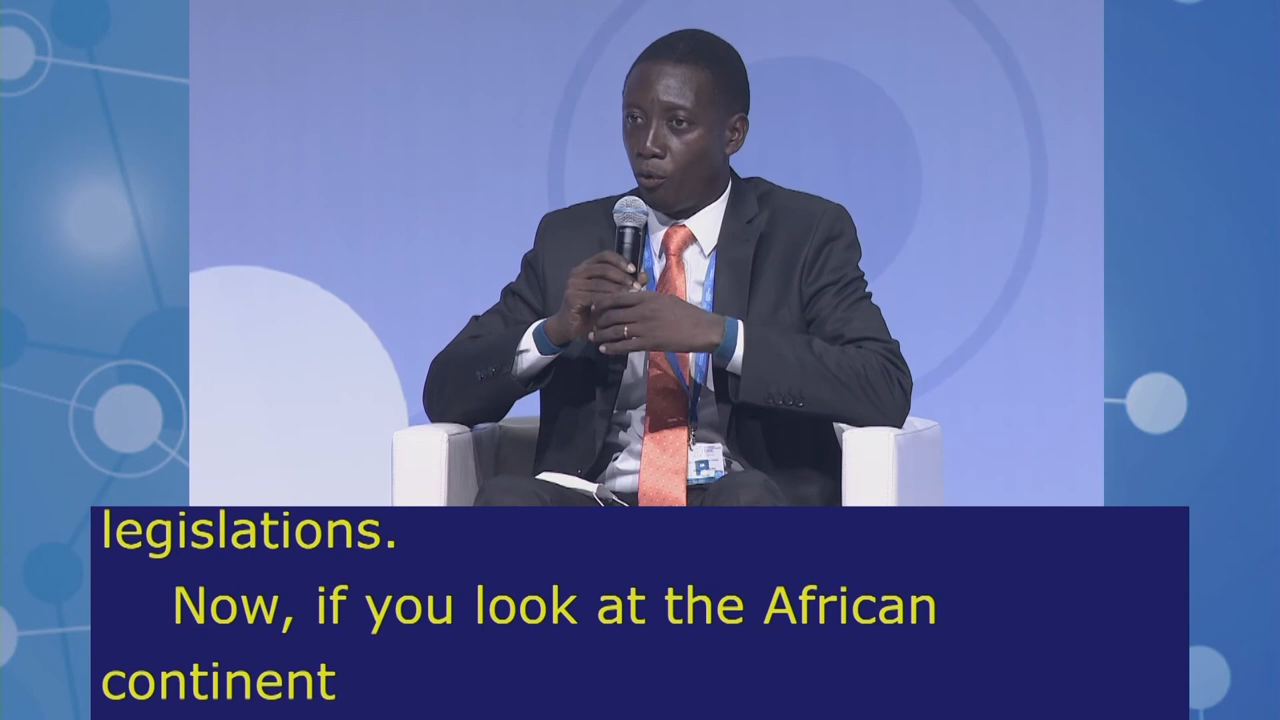 legislations.
Now, if you look at the African
continent